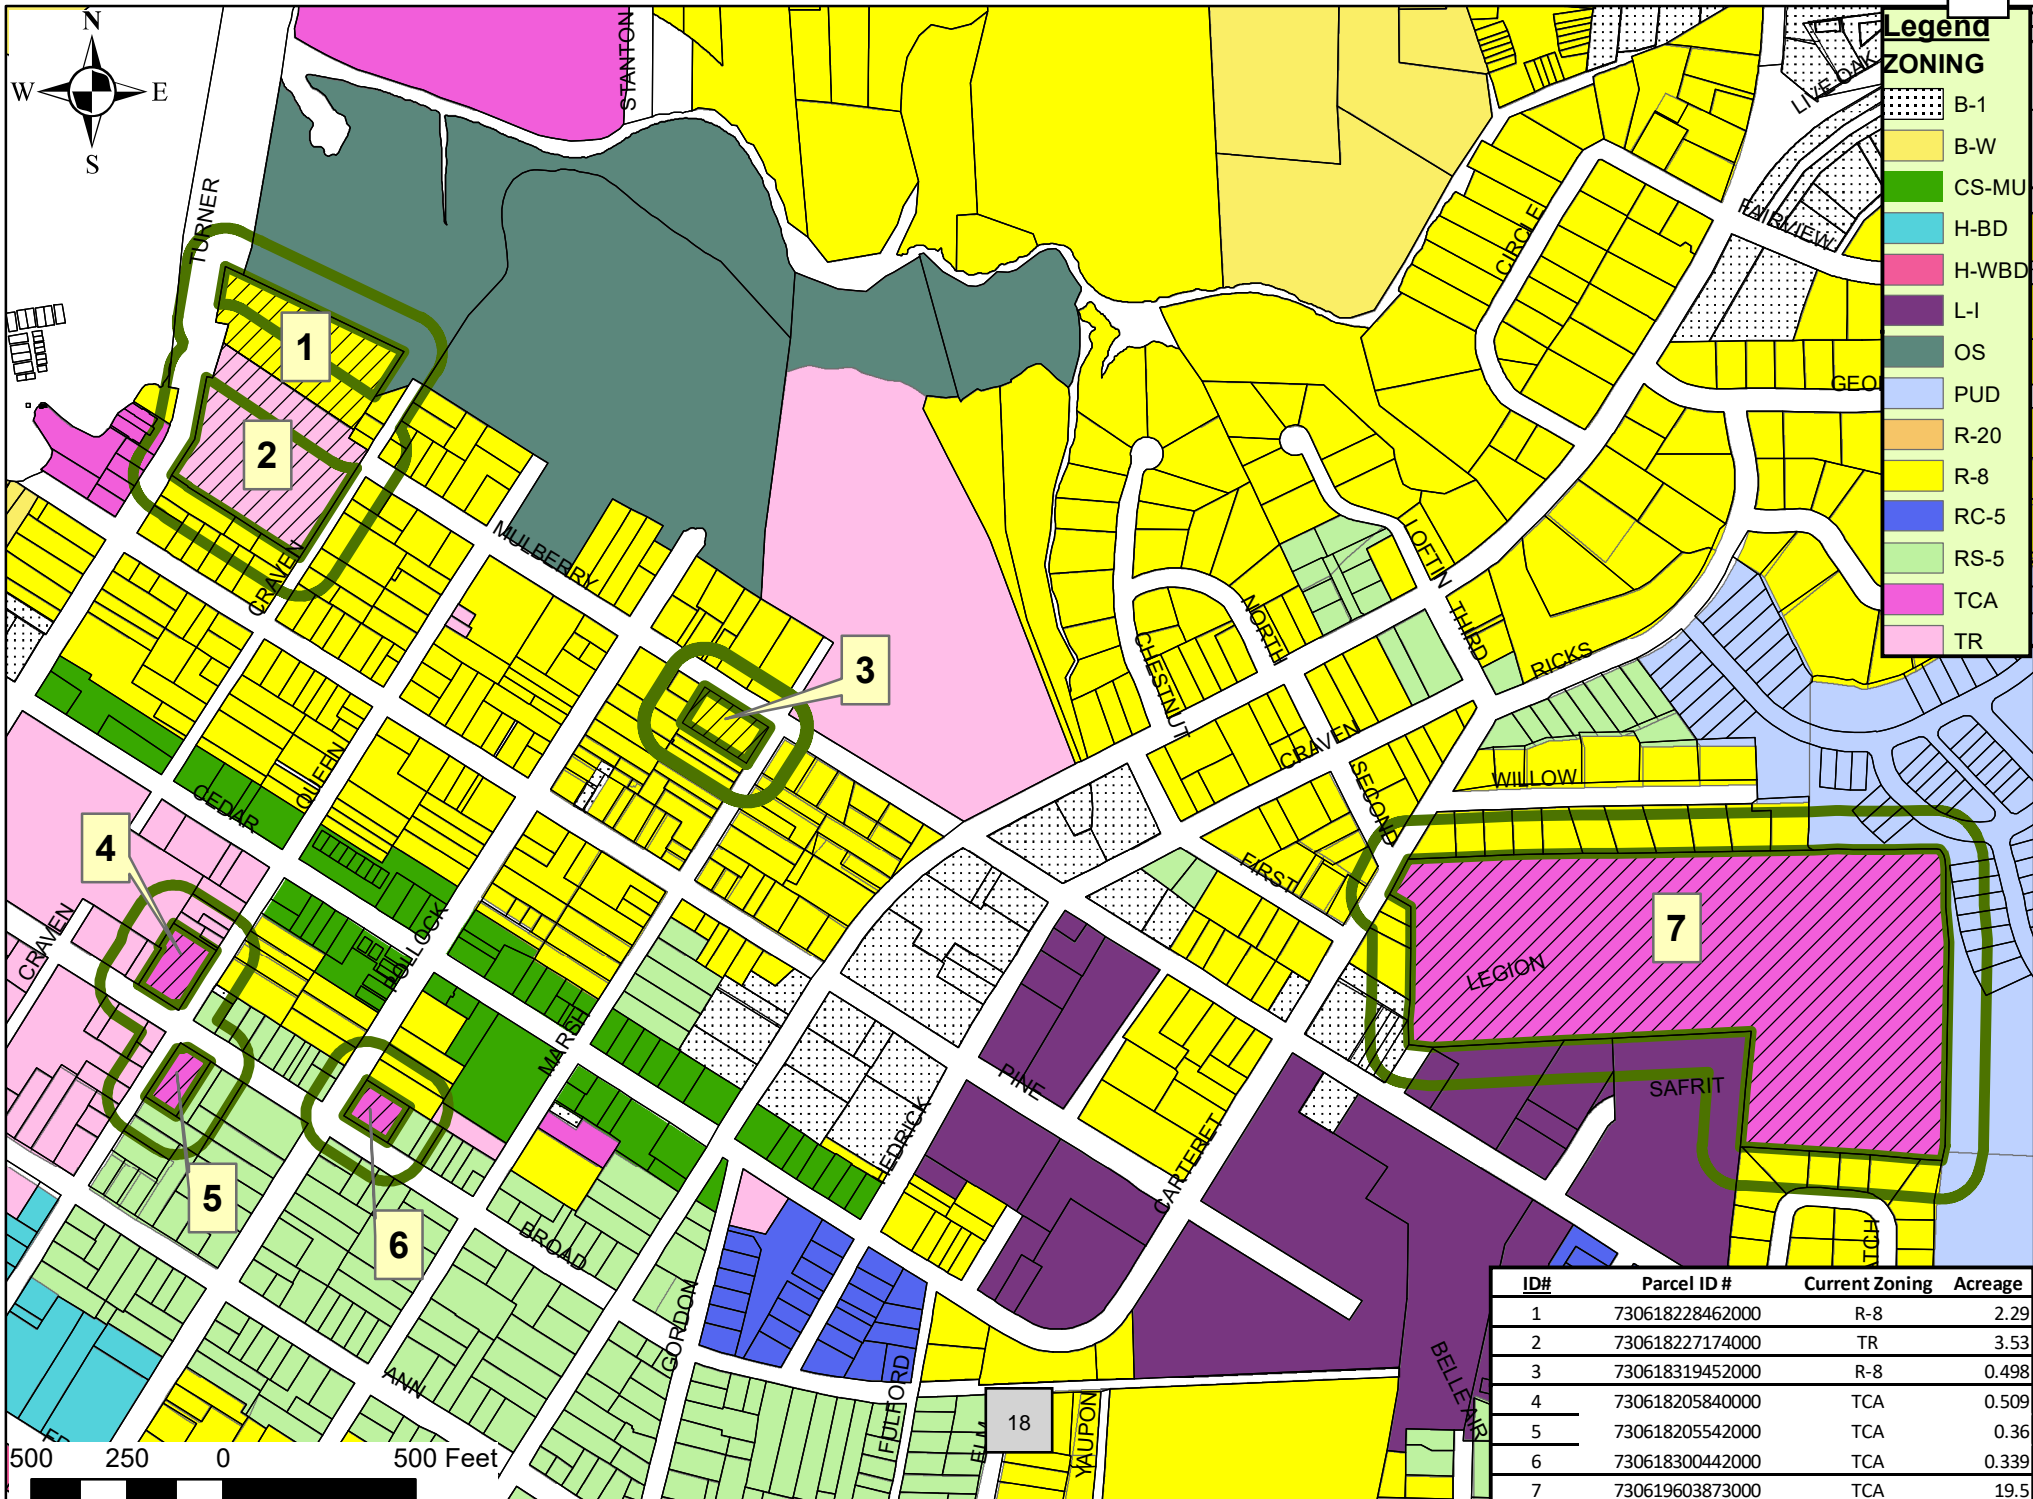 N
W E
S
STANTON
TURNER
LIVE OAK
FAIRVIEW
CIRCLE
Legend
ZONING
B-1
B-W
CS-MU
H-BD
H-WBD
L-I
OS
PUD
R-20
R-8
RC-5
RS-5
TCA
TR
1
2
3
4
5
6
7
MULBERRY
CRAVEN
LOFTIN
THIRD
NORTH
CHESTNUT
RICKS
CRAVEN
SECOND
WILLOW
FIRST
QUEEN
CEDAR
CRAVEN
POLLOCK
MARSH
LEGION
PINE
SAFRIT
HEDRICK
CARTERET
BROAD
GORDON
ANN
FULFORD
ELM
YAUPON
BELLE AIR
18
500 250 0 500 Feet
ID# Parcel ID # Current Zoning Acreage
1 730618228462000 R-8 2.29
2 730618227174000 TR 3.53
3 730618319452000 R-8 0.498
4 730618205840000 TCA 0.509
5 730618205542000 TCA 0.36
6 730618300442000 TCA 0.339
7 730619603873000 TCA 19.5